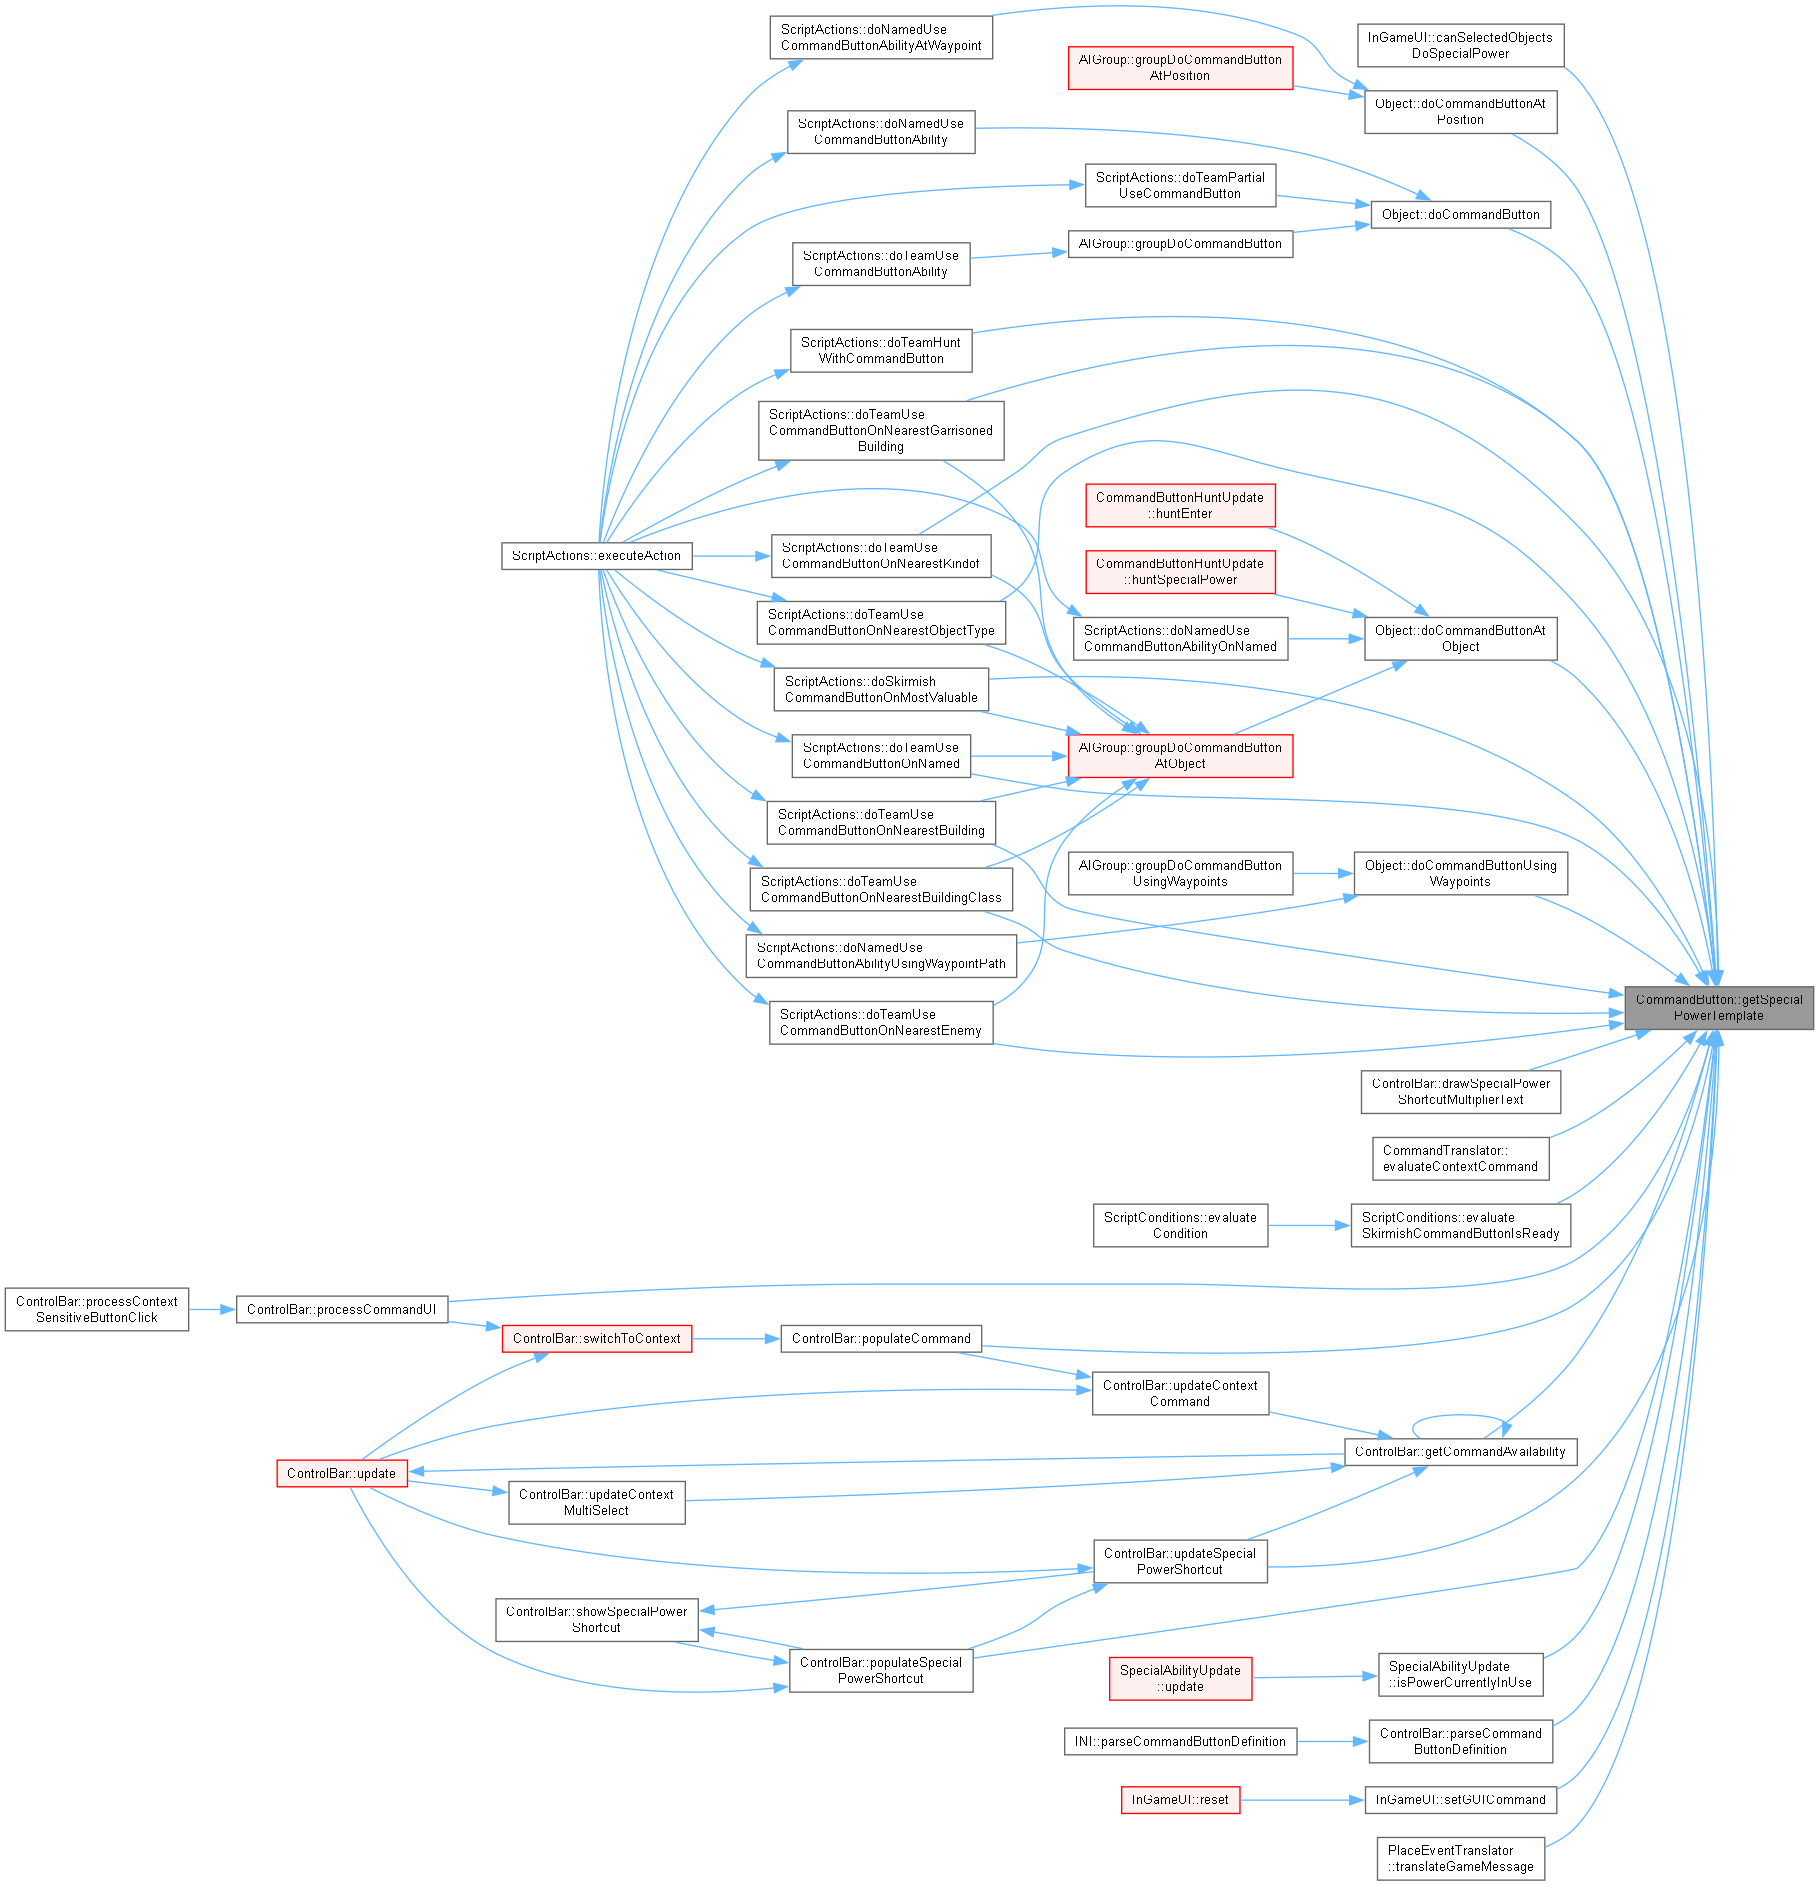 ScriptActions::doNamedUse
CommandButtonAbilityAtWaypoint
InGameUI::canSelectedObjects
DoSpecialPower
AIGroup::groupDoCommandButton
AtPosition
Object::doCommandButtonAt
Position
ScriptActions::doNamedUse
CommandButtonAbility
ScriptActions::doTeamPartial
UseCommandButton
Object::doCommandButton
AIGroup::groupDoCommandButton
ScriptActions::doTeamUse
CommandButtonAbility
ScriptActions::doTeamHunt
WithCommandButton
ScriptActions::doTeamUse
CommandButtonOnNearestGarrisoned
Building
CommandButtonHuntUpdate
::huntEnter
ScriptActions::executeAction
ScriptActions::doTeamUse
CommandButtonOnNearestKindof
CommandButtonHuntUpdate
::huntSpecialPower
ScriptActions::doTeamUse
CommandButtonOnNearestObjectType
ScriptActions::doNamedUse
CommandButtonAbilityOnNamed
Object::doCommandButtonAt
Object
ScriptActions::doSkirmish
CommandButtonOnMostValuable
ScriptActions::doTeamUse
CommandButtonOnNamed
AIGroup::groupDoCommandButton
AtObject
ScriptActions::doTeamUse
CommandButtonOnNearestBuilding
AIGroup::groupDoCommandButton
UsingWaypoints
Object::doCommandButtonUsing
Waypoints
ScriptActions::doTeamUse
CommandButtonOnNearestBuildingClass
ScriptActions::doNamedUse
CommandButtonAbilityUsingWaypointPath
ScriptActions::doTeamUse
CommandButtonOnNearestEnemy
CommandButton::getSpecial
PowerTemplate
ControlBar::drawSpecialPower
ShortcutMultiplierText
CommandTranslator::
evaluateContextCommand
ScriptConditions::evaluate
Condition
ScriptConditions::evaluate
SkirmishCommandButtonIsReady
ControlBar::processContext
SensitiveButtonClick
ControlBar::processCommandUI
ControlBar::switchToContext
ControlBar::populateCommand
ControlBar::updateContext
Command
ControlBar::getCommandAvailability
ControlBar::update
ControlBar::updateContext
MultiSelect
ControlBar::updateSpecial
PowerShortcut
ControlBar::showSpecialPower
Shortcut
ControlBar::populateSpecial
PowerShortcut
SpecialAbilityUpdate
::update
SpecialAbilityUpdate
::isPowerCurrentlyInUse
INI::parseCommandButtonDefinition
ControlBar::parseCommand
ButtonDefinition
InGameUI::reset
InGameUI::setGUICommand
PlaceEventTranslator
::translateGameMessage